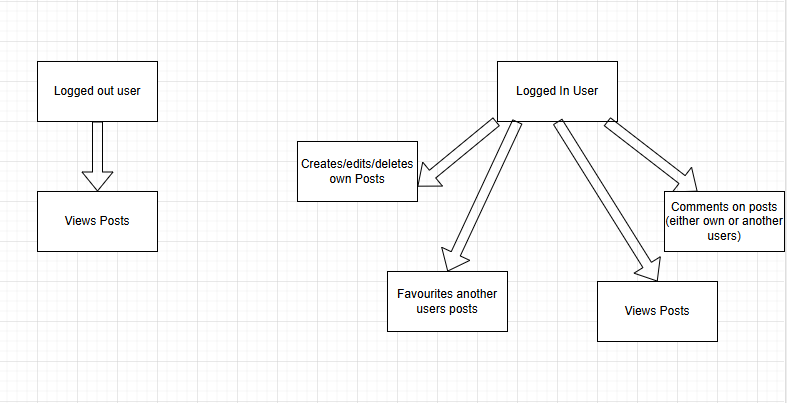 Logged out user
Logged In User
Creates/edits/deletes
own Posts
Views Posts
Comments on posts
(either own or another
users)
Favourites another
users posts
Views Posts